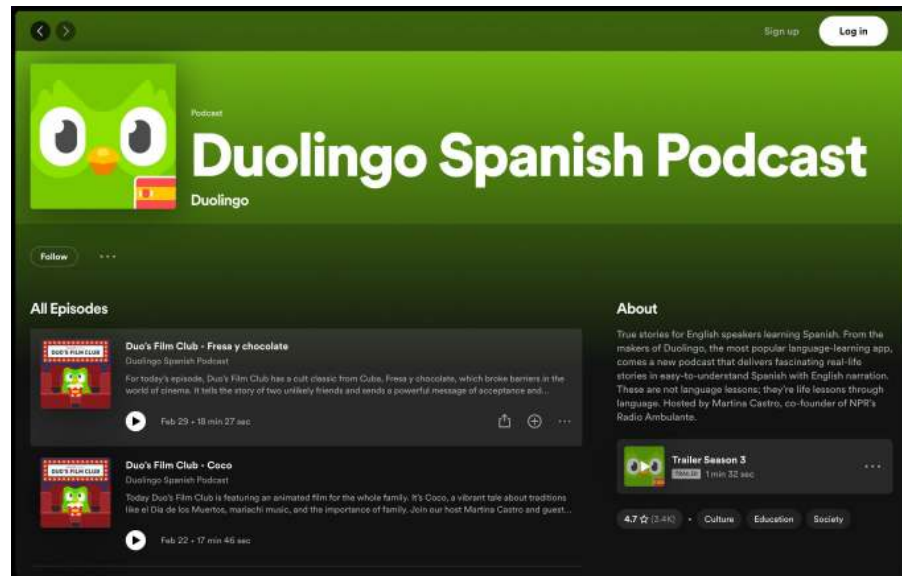 Sign up
Log in
Podcast
Duolingo Spanish Podcast
Duolingo
Follow
All Episodes
DUO'S FILM CLUB
Duo's Film Club - Fresa y chocolate
Duolingo Spanish Podcast
For today's episode, Duo's Film Club has a cult classic from Cuba, Fresa y chocolate, which broke barriers in the
world of cinema. It tells the story of two unlikely friends and sends a powerful message of acceptance and...
Feb 29 • 18 min 27 sec
DUO'S FILM CLUB
Duo's Film Club - Coco
Duolingo Spanish Podcast
Today Duo's Film Club is featuring an animated film for the whole family. It's Coco, a vibrant tale about traditions
like el Día de los Muertos, mariachi music, and the importance of family. Join our host Martina Castro and guest...
Feb 22 • 17 min 46 sec
About
True stories for English speakers learning Spanish. From the
makers of Duolingo, the most popular language-learning app,
comes a new podcast that delivers fascinating real-life
stories in easy-to-understand Spanish with English narration.
These are not language lessons; they're life lessons through
language. Hosted by Martina Castro, co-founder of NPR's
Radio Ambulante.
Trailer Season 3
TRAILER 1 min 32 sec
4.7 ☆ (3.4K) • Culture Education Society